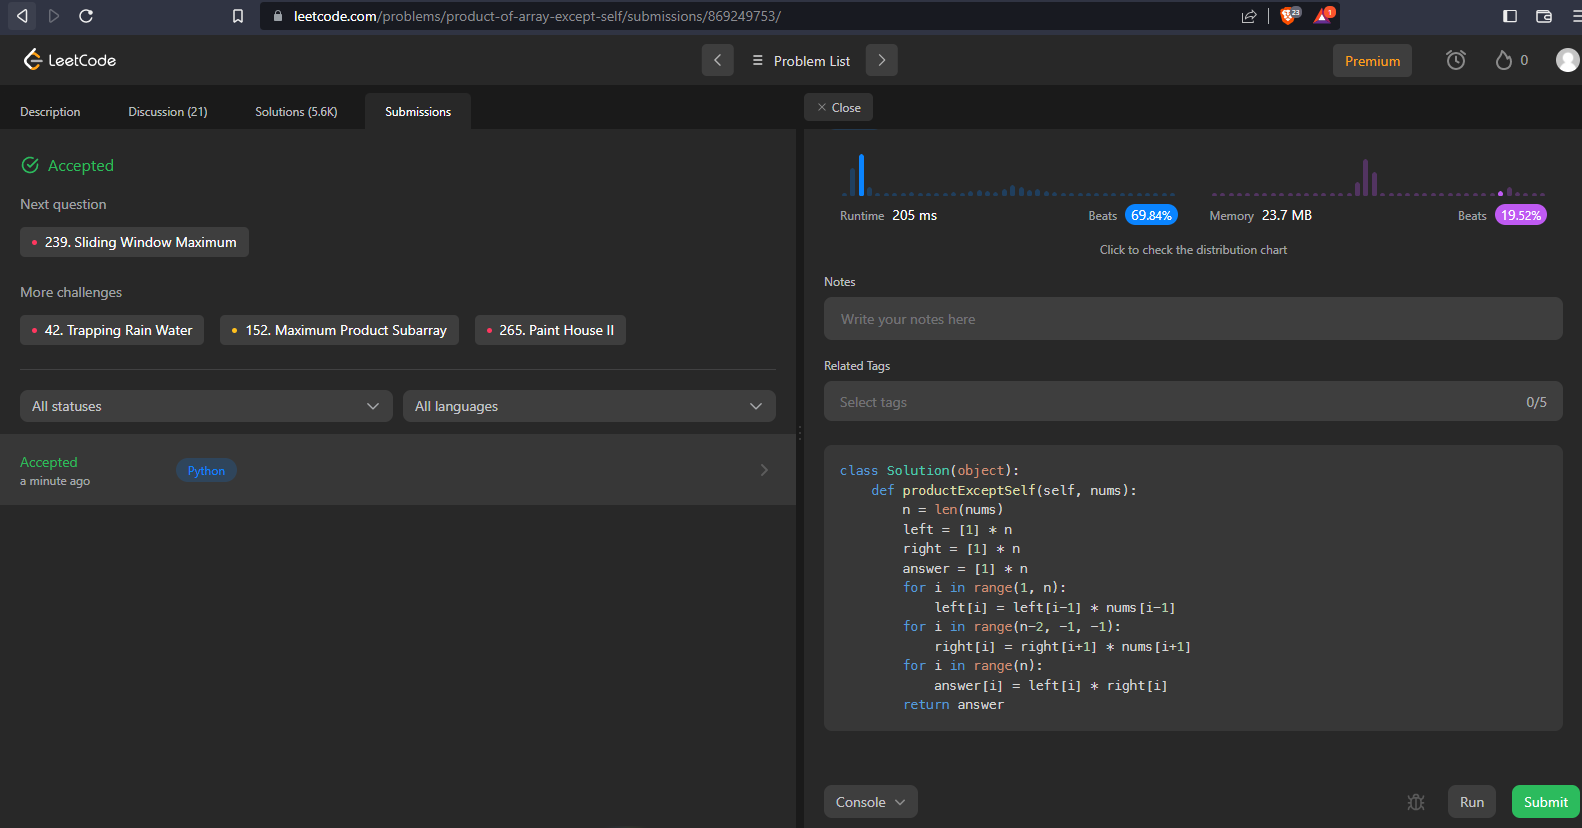 leetcode.com/problems/product-of-array-except-self/submissions/869249753/
23
1
LeetCode
Problem List
Premium
0
Description
Discussion (21)
Solutions (5.6K)
Submissions
Close
Accepted
Next question
239. Sliding Window Maximum
More challenges
42. Trapping Rain Water
152. Maximum Product Subarray
265. Paint House II
All statuses
All languages
Accepted
a minute ago
Python
Runtime 205 ms
Beats 69.84%
Memory 23.7 MB
Beats 19.52%
Click to check the distribution chart
Notes
Write your notes here
Related Tags
Select tags
0/5
class Solution(object):
    def productExceptSelf(self, nums):
        n = len(nums)
        left = [1] * n
        right = [1] * n
        answer = [1] * n
        for i in range(1, n):
            left[i] = left[i-1] * nums[i-1]
        for i in range(n-2, -1, -1):
            right[i] = right[i+1] * nums[i+1]
        for i in range(n):
            answer[i] = left[i] * right[i]
        return answer
Console
Run
Submit